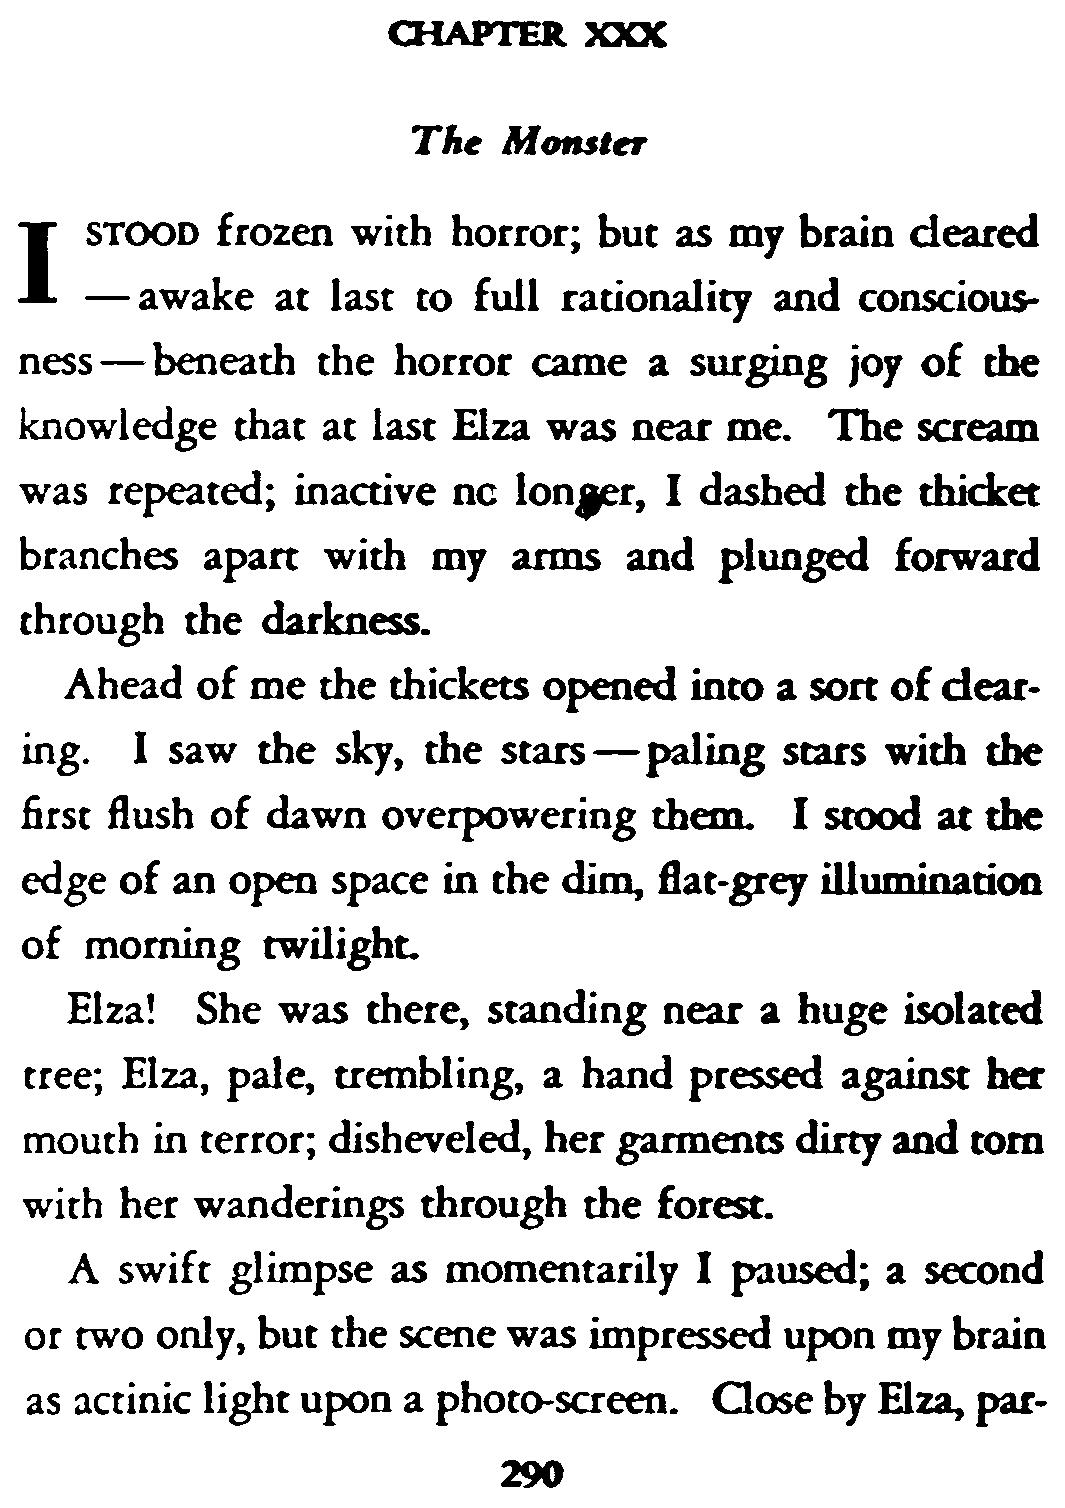 CHAPTER XXX
The Monster
I STOOD frozen with horror; but as my brain cleared
—awake at last to full rationality and conscious-
ness—beneath the horror came a surging joy of the
knowledge that at last Elza was near me. The scream
was repeated; inactive no longer, I dashed the thicket
branches apart with my arms and plunged forward
through the darkness.
Ahead of me the thickets opened into a sort of clear-
ing. I saw the sky, the stars—paling stars with the
first flush of dawn overpowering them. I stood at the
edge of an open space in the dim, flat-grey illumination
of morning twilight.
Elza! She was there, standing near a huge isolated
tree; Elza, pale, trembling, a hand pressed against her
mouth in terror; disheveled, her garments dirty and torn
with her wanderings through the forest.
A swift glimpse as momentarily I paused; a second
or two only, but the scene was impressed upon my brain
as actinic light upon a photo-screen. Close by Elza, par-
290